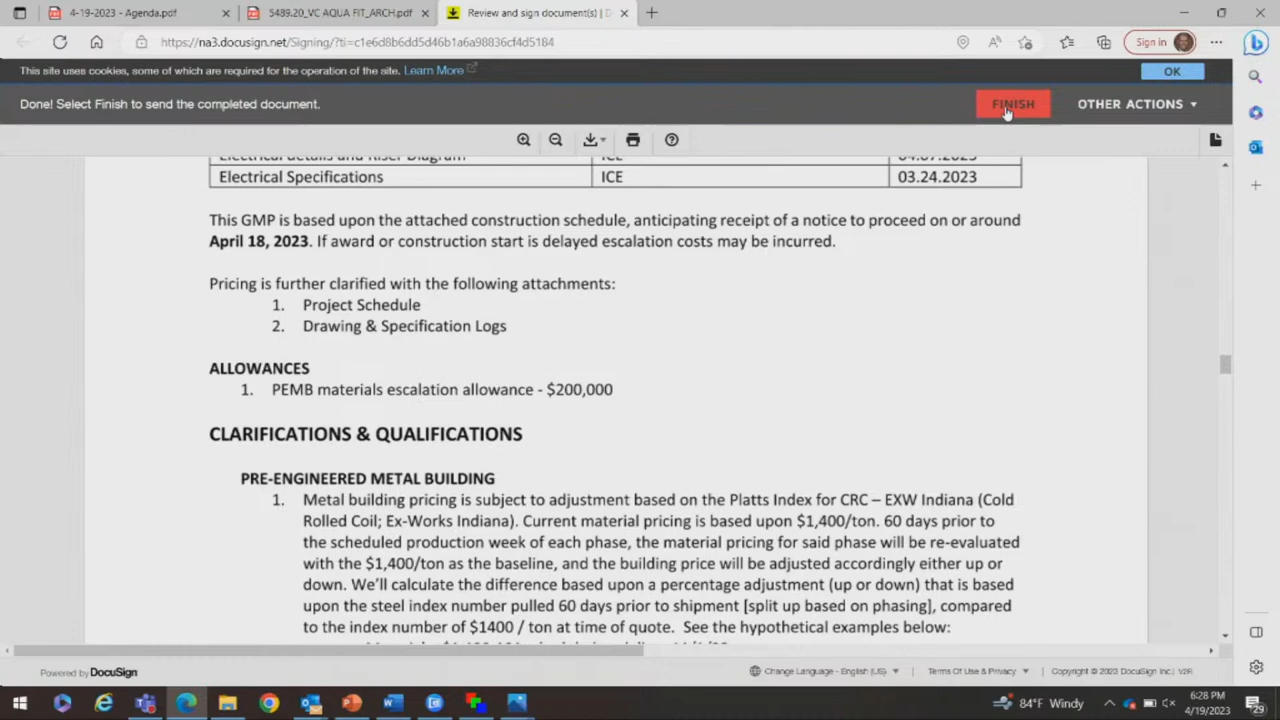 4-19-2023 - Agenda.pdf
5489.20_VC AQUA FIT_ARCH.pdf
Review and sign document(s) | D
https://na3.docusign.net/Signing/?ti=c1e6d8b6dd5d46b1a6a98836cf4d5184
Sign in
This site uses cookies, some of which are required for the operation of the site. Learn More
OK
Done! Select Finish to send the completed document.
FINISH
OTHER ACTIONS
Electrical details and Riser Diagram ICE 04.07.2023
Electrical Specifications ICE 03.24.2023
This GMP is based upon the attached construction schedule, anticipating receipt of a notice to proceed on or around
April 18, 2023. If award or construction start is delayed escalation costs may be incurred.
Pricing is further clarified with the following attachments:
1. Project Schedule
2. Drawing & Specification Logs
ALLOWANCES
1. PEMB materials escalation allowance - $200,000
CLARIFICATIONS & QUALIFICATIONS
PRE-ENGINEERED METAL BUILDING
1. Metal building pricing is subject to adjustment based on the Platts Index for CRC – EXW Indiana (Cold
Rolled Coil; Ex-Works Indiana). Current material pricing is based upon $1,400/ton. 60 days prior to
the scheduled production week of each phase, the material pricing for said phase will be re-evaluated
with the $1,400/ton as the baseline, and the building price will be adjusted accordingly either up or
down. We'll calculate the difference based upon a percentage adjustment (up or down) that is based
upon the steel index number pulled 60 days prior to shipment [split up based on phasing], compared
to the index number of $1400 / ton at time of quote. See the hypothetical examples below:
Powered by DocuSign
Change Language - English (US)
Terms Of Use & Privacy
Copyright © 2023 DocuSign Inc. | V2R
84°F Windy
6:28 PM
4/19/2023
29